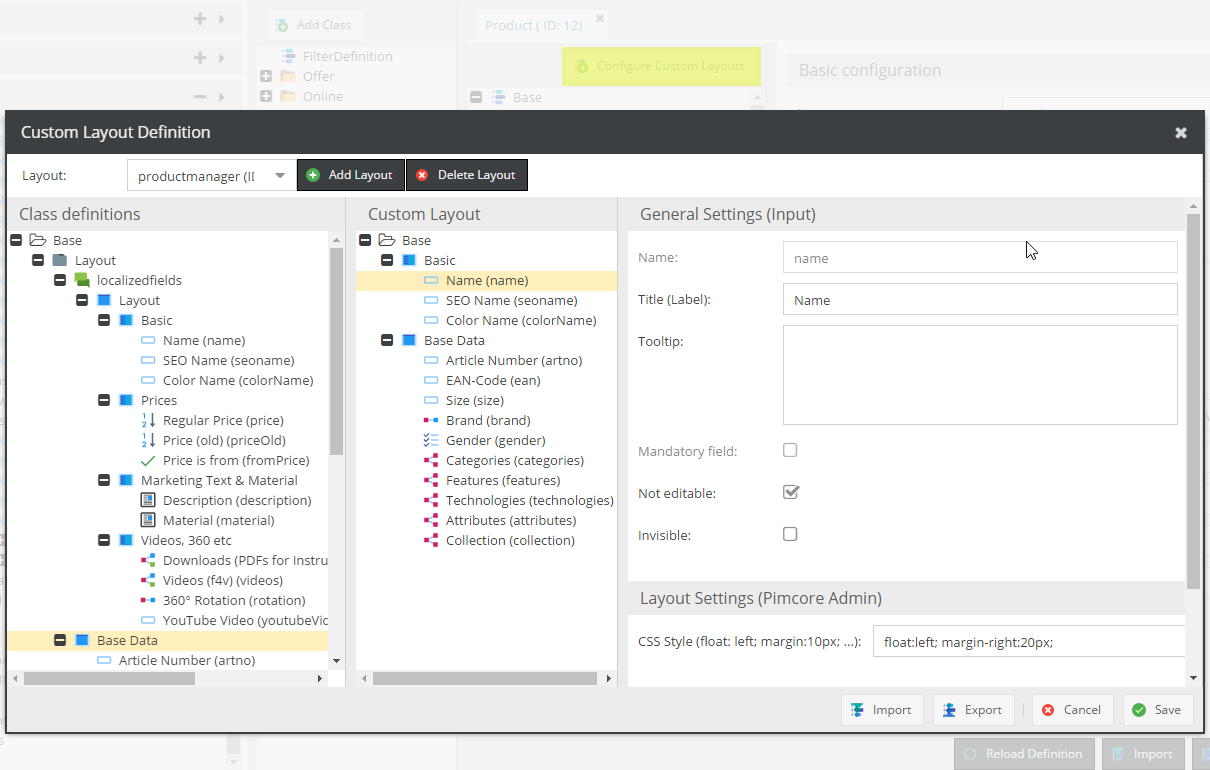 Add Class
Product ( ID: 12)
FilterDefinition
Offer
Online
Configure Custom Layouts
Base
Basic configuration
Custom Layout Definition
Layout:
productmanager (II
Add Layout
Delete Layout
Class definitions
Base
Layout
localizedfields
Layout
Basic
Name (name)
SEO Name (seoname)
Color Name (colorName)
Prices
Regular Price (price)
Price (old) (priceOld)
Price is from (fromPrice)
Marketing Text & Material
Description (description)
Material (material)
Videos, 360 etc
Downloads (PDFs for Instru
Videos (f4v) (videos)
360° Rotation (rotation)
YouTube Video (youtubeVic
Base Data
Article Number (artno)
Custom Layout
Base
Basic
Name (name)
SEO Name (seoname)
Color Name (colorName)
Base Data
Article Number (artno)
EAN-Code (ean)
Size (size)
Brand (brand)
Gender (gender)
Categories (categories)
Features (features)
Technologies (technologies)
Attributes (attributes)
Collection (collection)
General Settings (Input)
Name:
name
Title (Label):
Name
Tooltip:
Mandatory field:
Not editable:
Invisible:
Layout Settings (Pimcore Admin)
CSS Style (float: left; margin:10px; ...):
float:left; margin-right:20px;
Import
Export
Cancel
Save
Reload Definition
Import